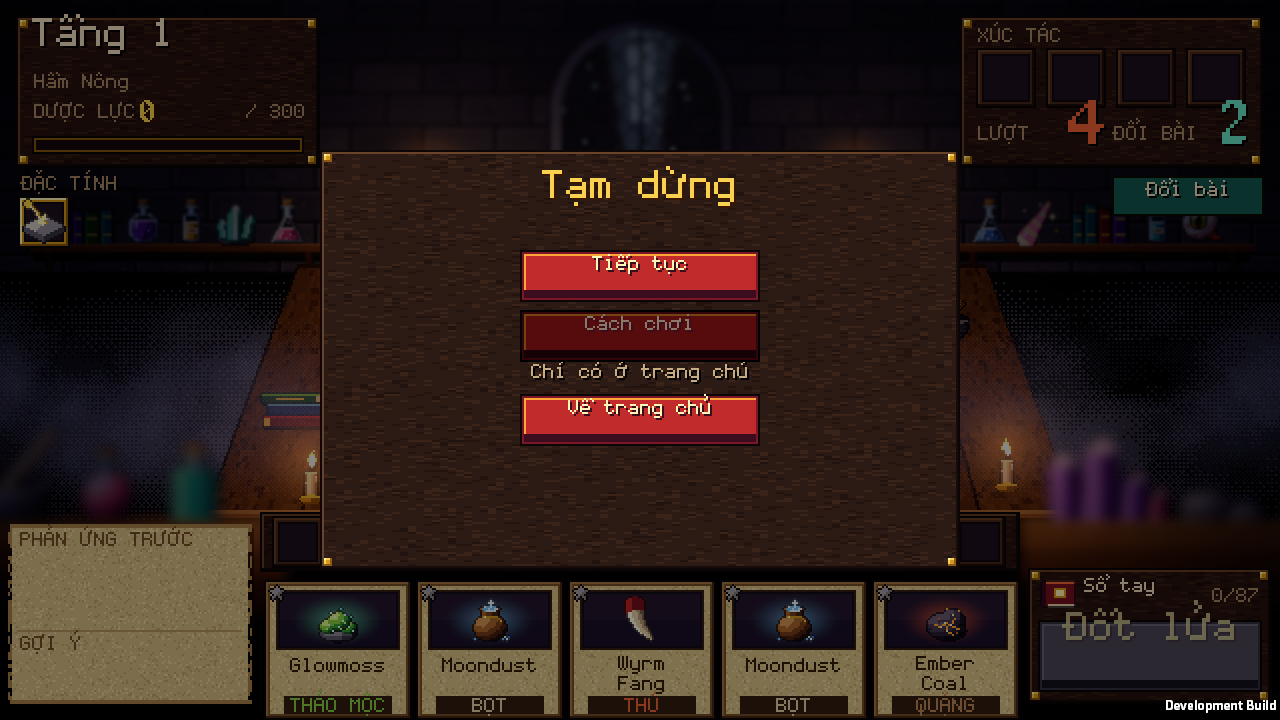 Tầng 1
Hầm Nông
DƯỢC LỰC 0 / 300
ĐẶC TÍNH
XÚC TÁC
LƯỢT 4 ĐỔI BÀI 2
Đổi bài
Tạm dừng
Tiếp tục
Cách chơi
Chỉ có ở trang chủ
Về trang chủ
PHẢN ỨNG TRƯỚC
GỢI Ý
Glowmoss
THẢO MỘC
Moondust
BỘT
Wyrm
Fang
THÚ
Moondust
BỘT
Ember
Coal
QUẶNG
Sổ tay
0/87
Đốt lửa
Development Build